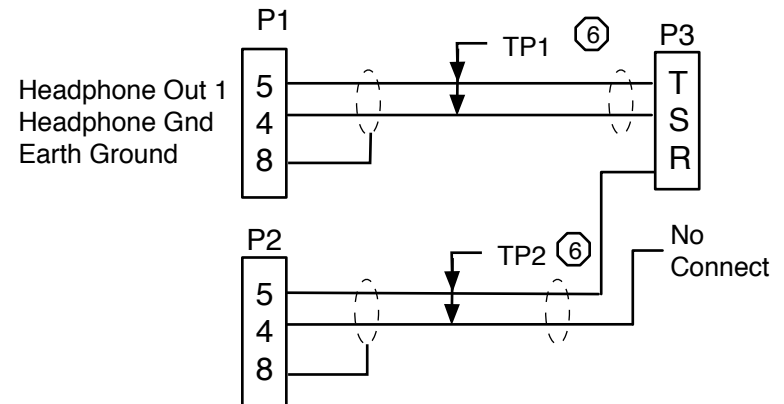 P1
TP1
6
P3
Headphone Out 1
5
T
Headphone Gnd
4
S
Earth Ground
8
R
P2
TP2
6
No
Connect
5
4
8